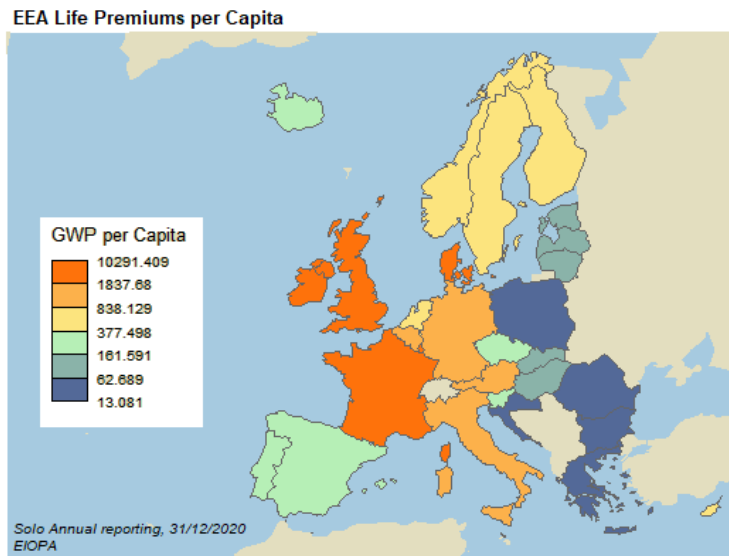 EEA Life Premiums per Capita
GWP per Capita
10291.409
1837.68
838.129
377.498
161.591
62.689
13.081
Solo Annual reporting, 31/12/2020
EIOPA